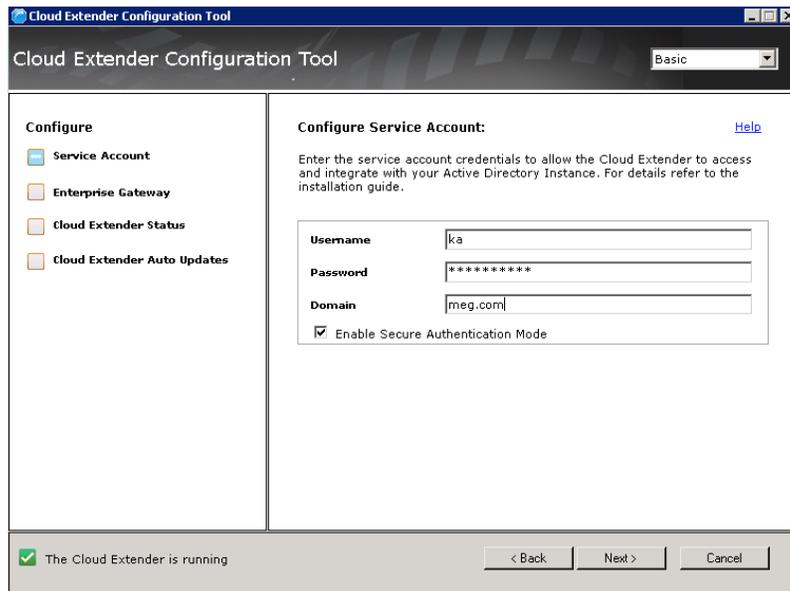 Cloud Extender Configuration Tool
Cloud Extender Configuration Tool
Basic
Configure
Service Account
Enterprise Gateway
Cloud Extender Status
Cloud Extender Auto Updates
Configure Service Account:
Help
Enter the service account credentials to allow the Cloud Extender to access
and integrate with your Active Directory Instance. For details refer to the
installation guide.
Username
ka
Password
**********
Domain
meg.com
Enable Secure Authentication Mode
The Cloud Extender is running
< Back
Next >
Cancel